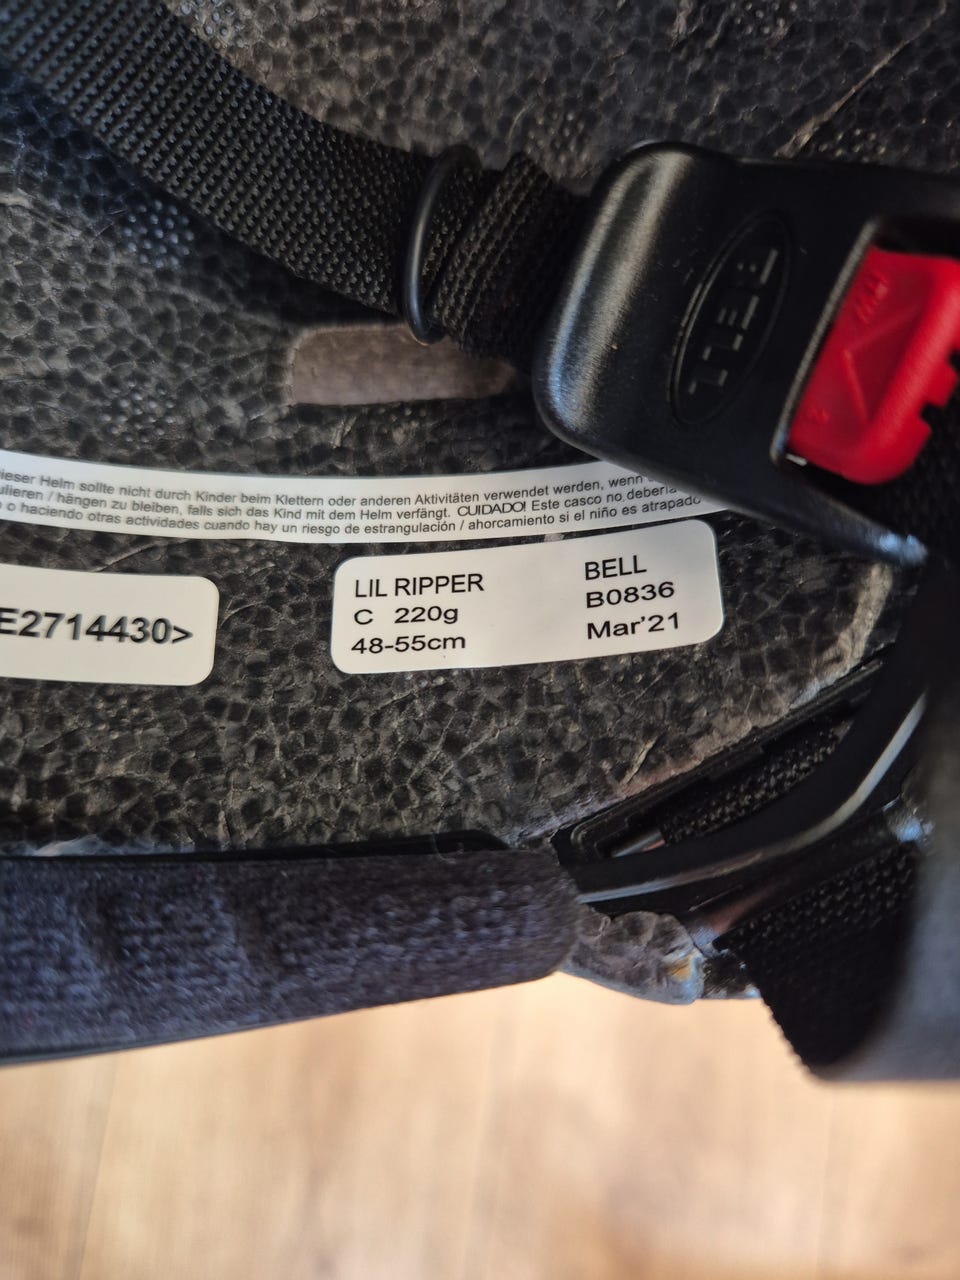 BELL
ieser Helm sollte nicht durch Kinder beim Klettern oder anderen Aktivitäten verwendet werden, wenn
ulieren / hängen zu bleiben, falls sich das Kind mit dem Helm verfängt. CUIDADO! Este casco no debería
o haciendo otras actividades cuando hay un riesgo de estrangulación / ahorcamiento si el niño es atrapado
E2714430>
LIL RIPPER BELL
C 220g B0836
48-55cm Mar'21